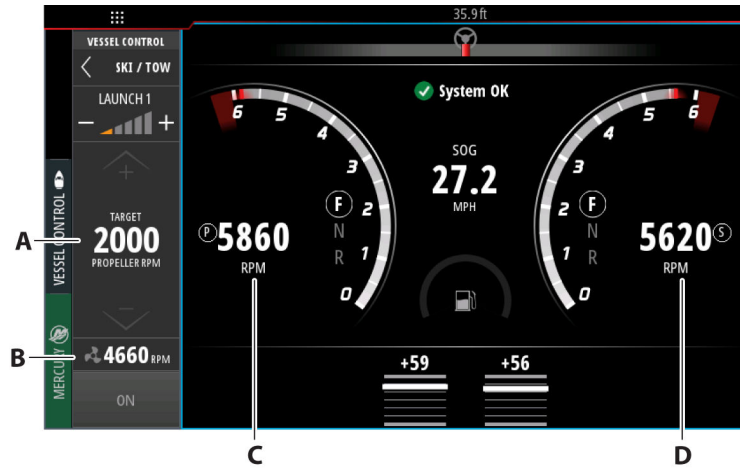 35.9 ft
VESSEL CONTROL
SKI / TOW
LAUNCH 1
− +
+
TARGET
2000
PROPELLER RPM
−
4660 RPM
ON
VESSEL CONTROL
MERCURY
System OK
SOG
27.2
MPH
6
5
4
3
2
1
0
F
N
R
P 5860
RPM
6
5
4
3
2
1
0
F
N
R
5620 S
RPM
+59
+56
A
B
C
D